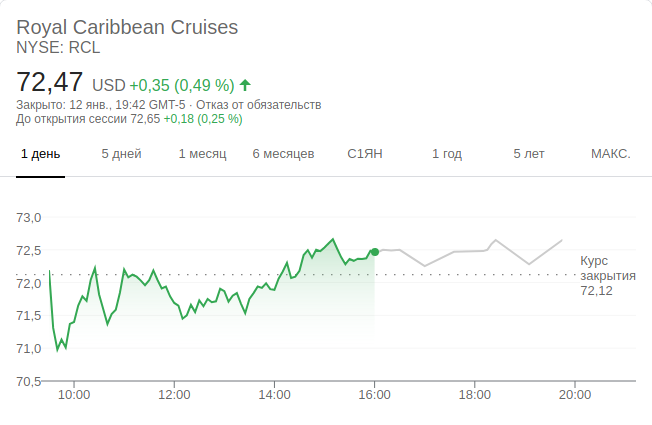 Royal Caribbean Cruises
NYSE: RCL
72,47 USD +0,35 (0,49 %)
Закрыто: 12 янв., 19:42 GMT-5 · Отказ от обязательств
До открытия сессии 72,65 +0,18 (0,25 %)
1 день 5 дней 1 месяц 6 месяцев С1ЯН 1 год 5 лет МАКС.
73,0
72,5
Курс
закрытия
72,12
72,0
71,5
71,0
70,5
10:00 12:00 14:00 16:00 18:00 20:00